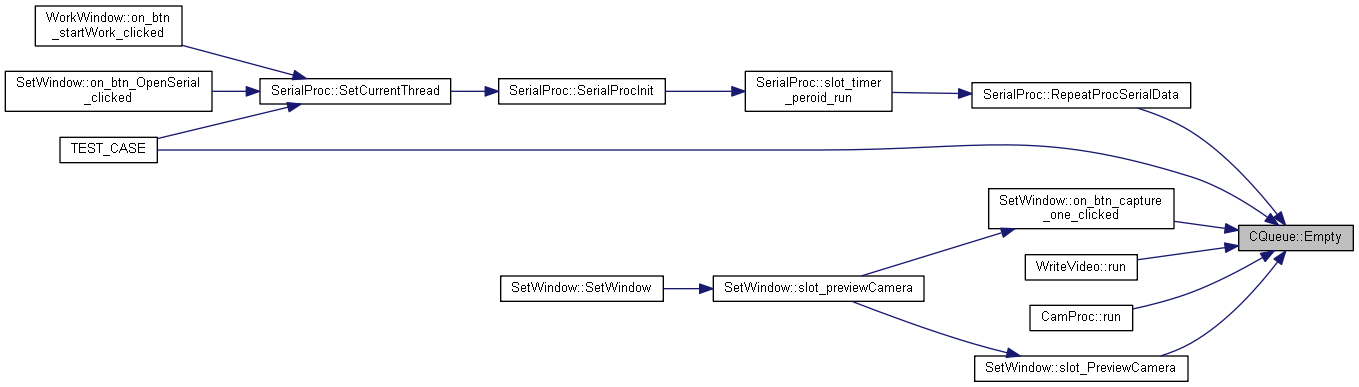 WorkWindow::on_btn
_startWork_clicked
SetWindow::on_btn_OpenSerial
_clicked
SerialProc::SetCurrentThread
SerialProc::SerialProcInit
SerialProc::slot_timer
_peroid_run
SerialProc::RepeatProcSerialData
TEST_CASE
SetWindow::on_btn_capture
_one_clicked
CQueue::Empty
WriteVideo::run
SetWindow::SetWindow
SetWindow::slot_previewCamera
CamProc::run
SetWindow::slot_PreviewCamera